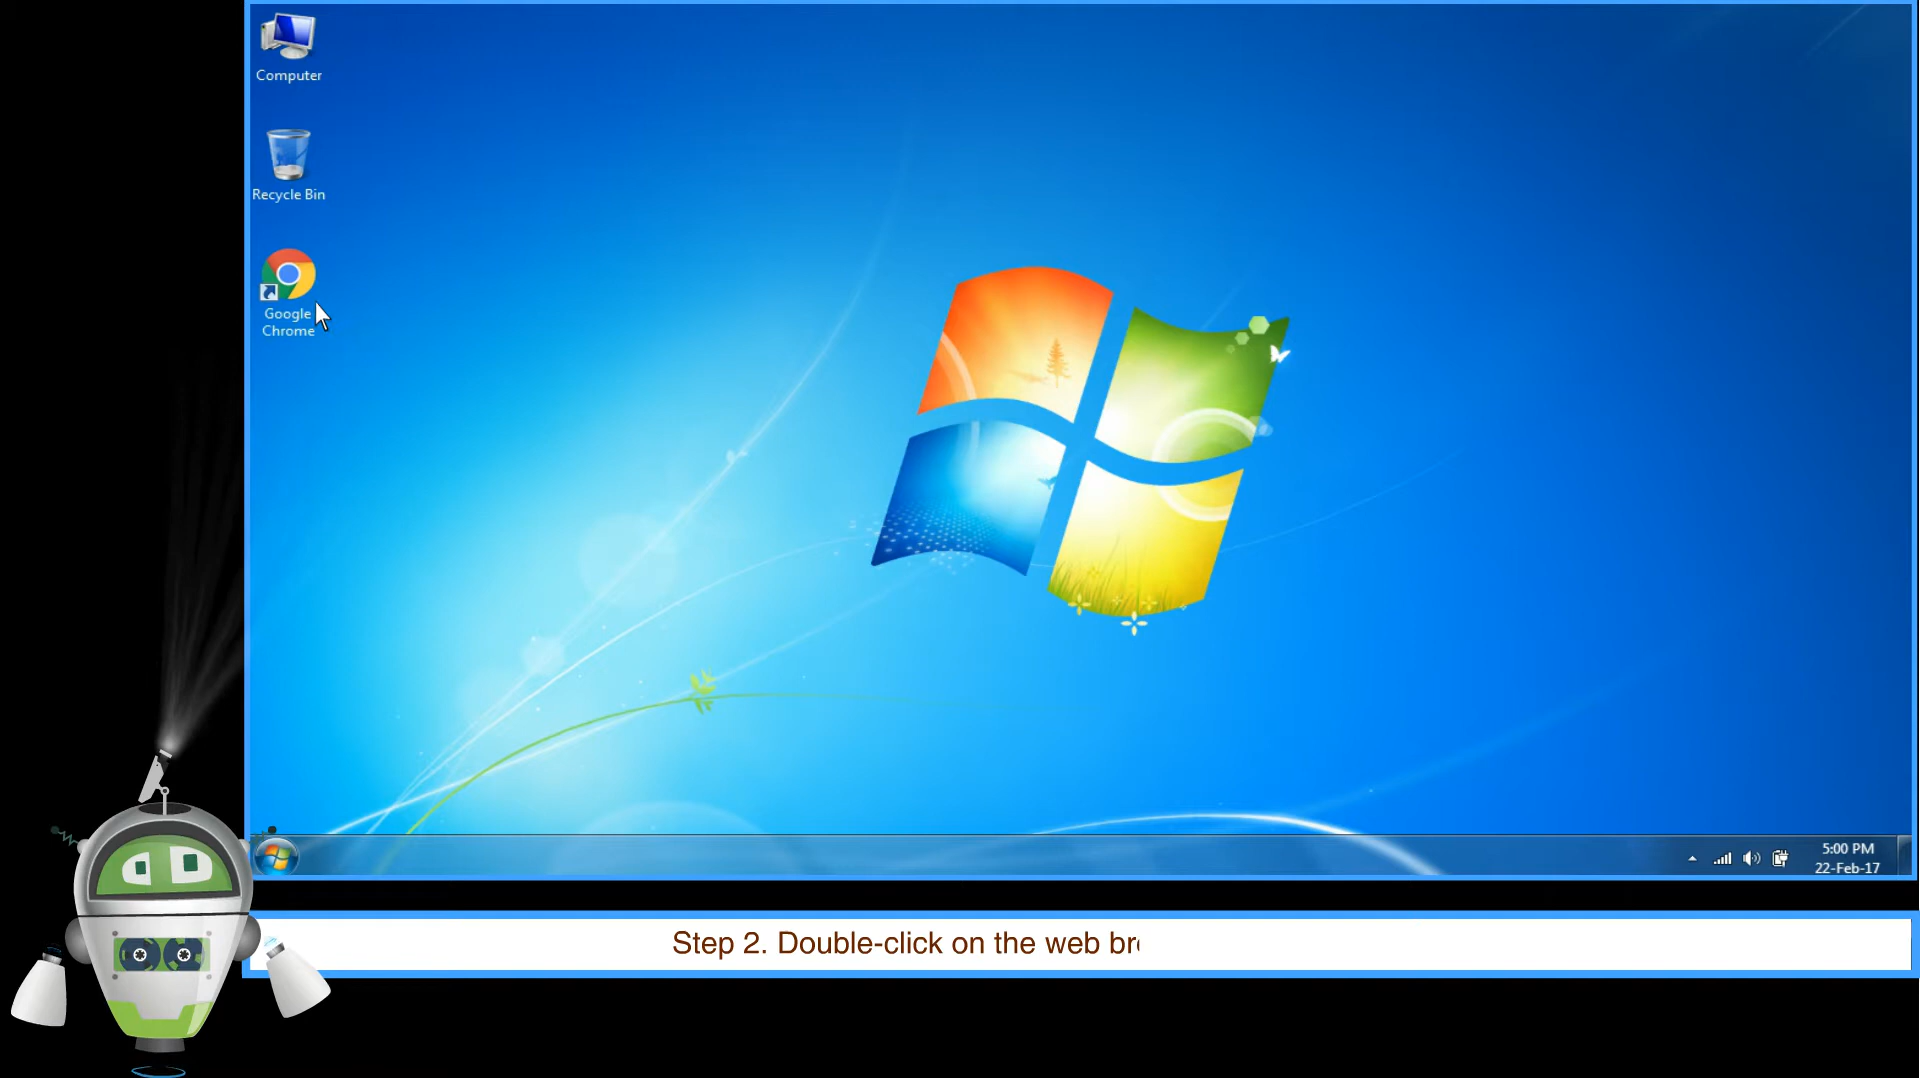 Computer
Recycle Bin
Google
Chrome
5:00 PM
22-Feb-17
Step 2. Double-click on the web